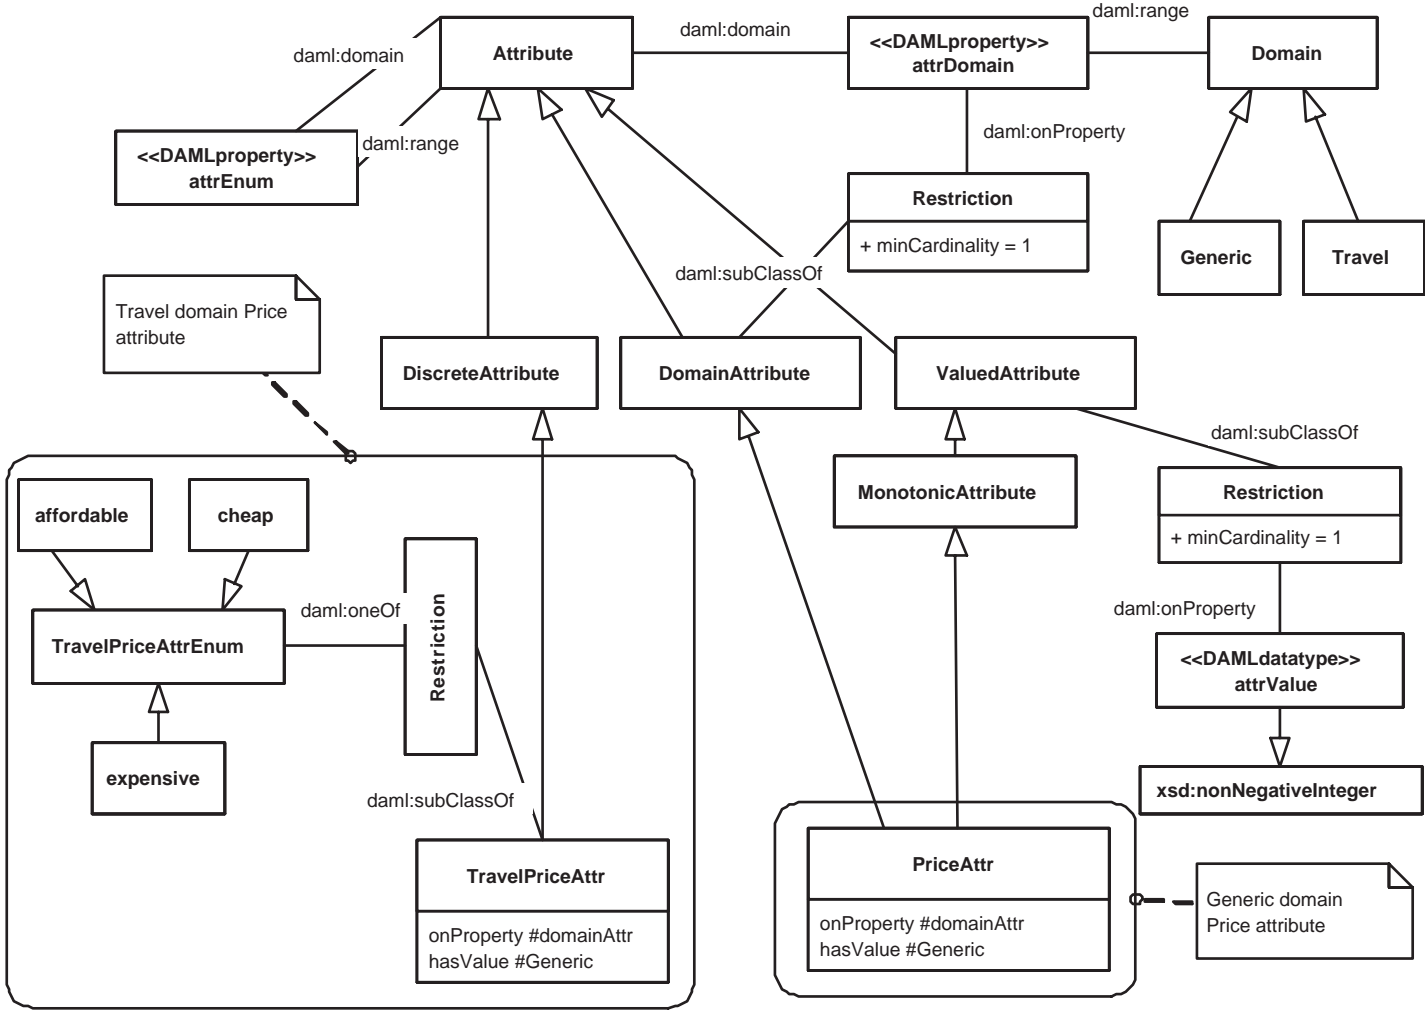 daml:range
daml:domain
Attribute
<<DAMLproperty>>
attrDomain
Domain
daml:domain
daml:onProperty
daml:range
<<DAMLproperty>>
attrEnum
Restriction
+ minCardinality = 1
Generic
Travel
daml:subClassOf
Travel domain Price
attribute
DiscreteAttribute
DomainAttribute
ValuedAttribute
daml:subClassOf
MonotonicAttribute
Restriction
+ minCardinality = 1
affordable
cheap
daml:oneOf
Restriction
daml:onProperty
TravelPriceAttrEnum
<<DAMLdatatype>>
attrValue
expensive
xsd:nonNegativeInteger
daml:subClassOf
TravelPriceAttr
onProperty #domainAttr
hasValue #Generic
PriceAttr
onProperty #domainAttr
hasValue #Generic
Generic domain
Price attribute